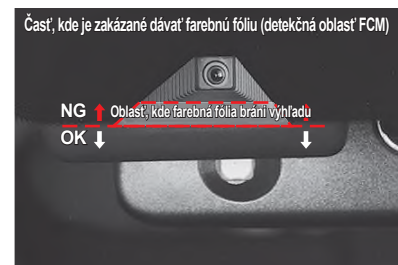 Časť, kde je zakázané dávať farebnú fóliu (detekčná oblasť FCM)
NG Oblasť, kde farebná fólia bráni výhľadu
OK